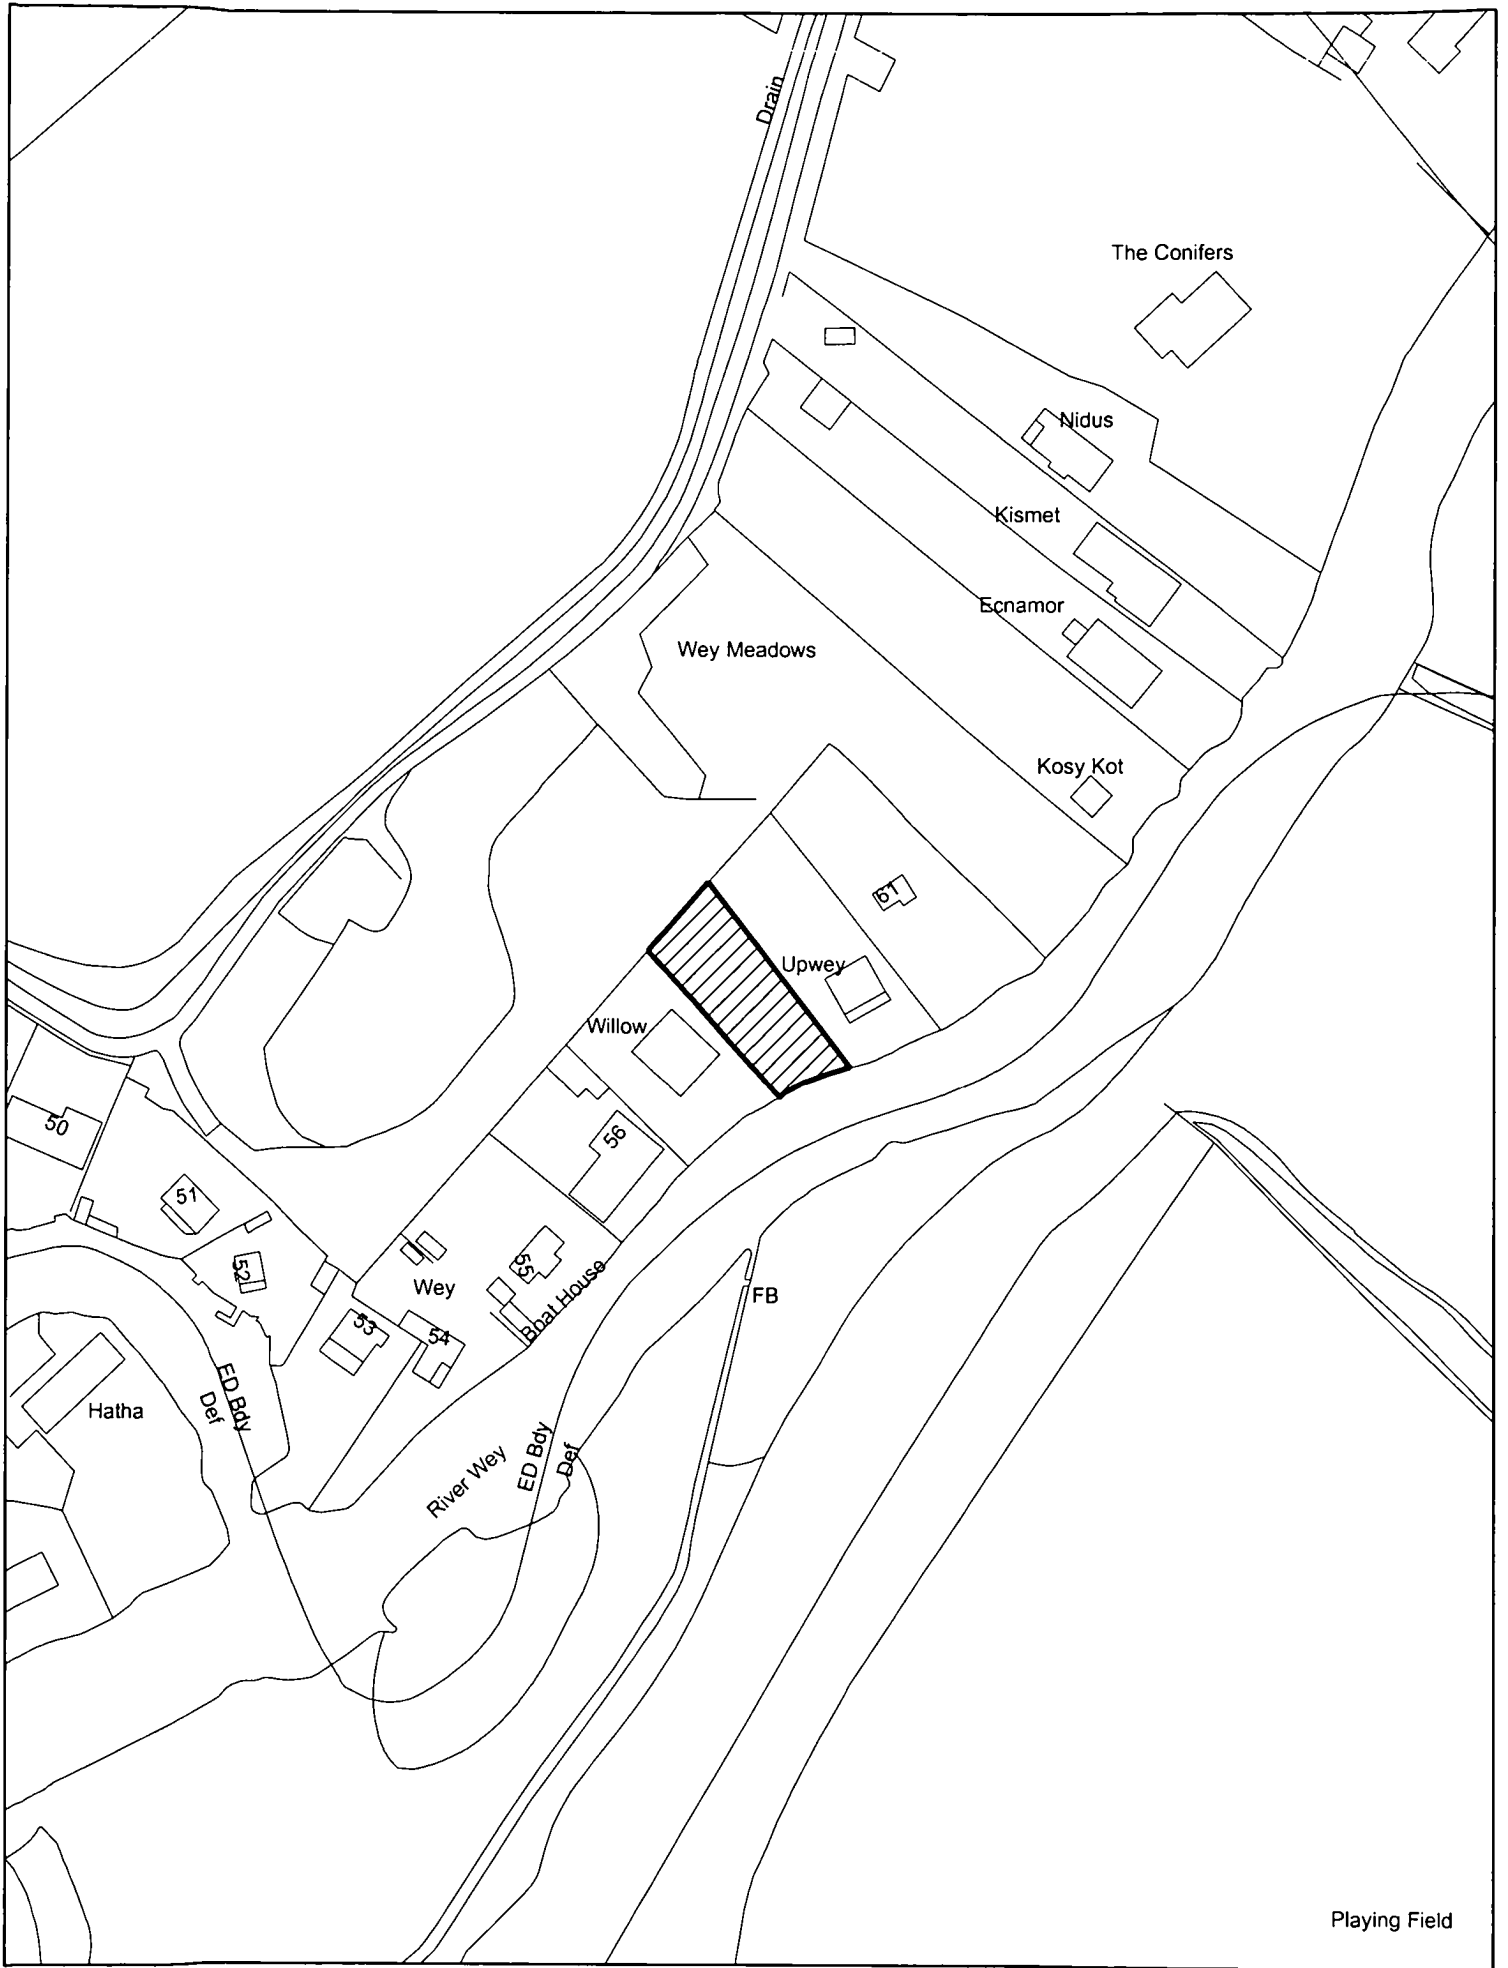 Drain
The Conifers
Nidus
Kismet
Ecnamor
Wey Meadows
Kosy Kot
61
Upwey
Willow
50
56
51
52
55
Wey
Boat House
FB
53
54
ED Bdy
Def
Hatha
ED Bdy
Def
River Wey
Playing Field